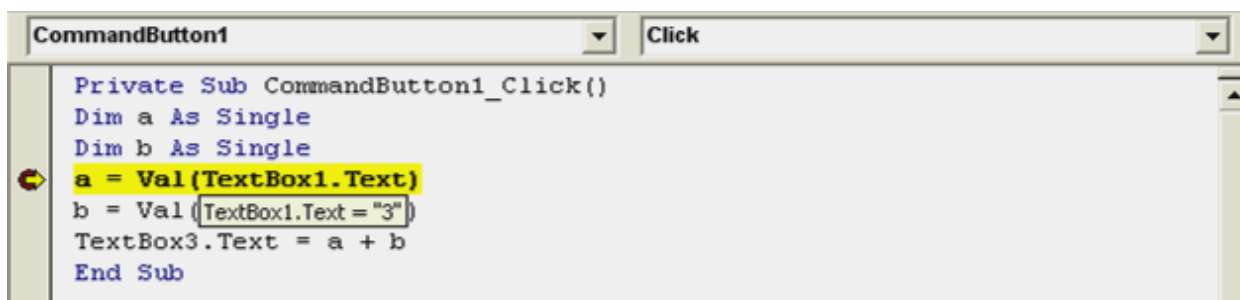 CommandButton1 Click
Private Sub CommandButton1_Click()
Dim a As Single
Dim b As Single
a = Val(TextBox1.Text)
b = Val(TextBox1.Text = "3")
TextBox3.Text = a + b
End Sub